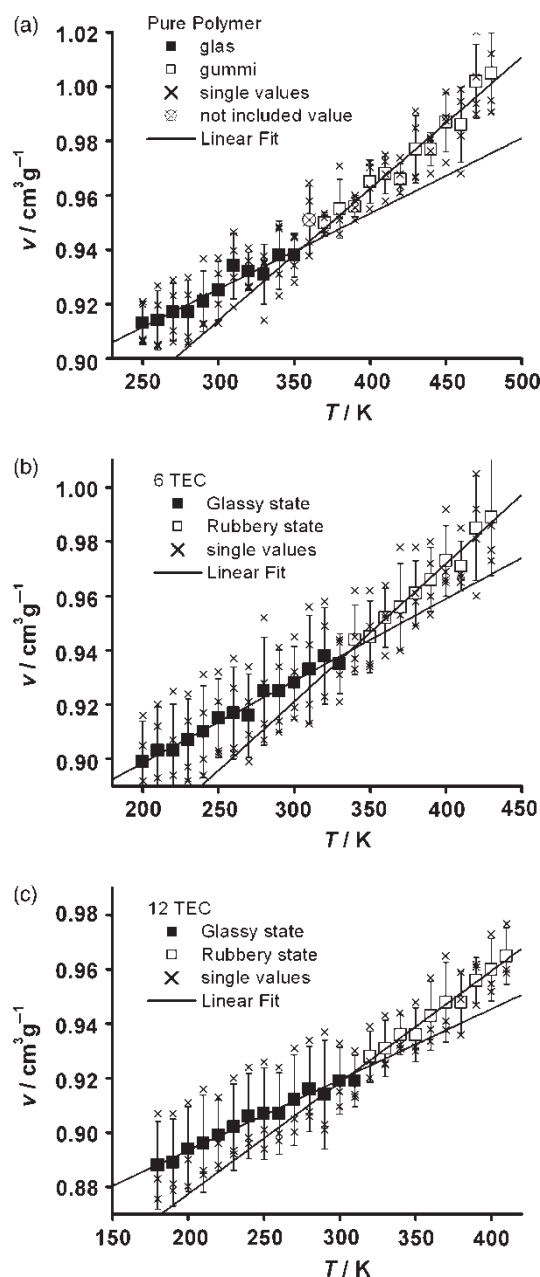 (a)
Pure Polymer
glas
gummi
single values
not included value
Linear Fit
1.02
1.00
0.98
0.96
0.94
0.92
0.90
v / cm³g⁻¹
250 300 350 400 450 500
T / K
(b)
6 TEC
Glassy state
Rubbery state
single values
Linear Fit
1.00
0.98
0.96
0.94
0.92
0.90
v / cm³g⁻¹
200 250 300 350 400 450
T / K
(c)
12 TEC
Glassy state
Rubbery state
single values
Linear Fit
0.98
0.96
0.94
0.92
0.90
0.88
v / cm³g⁻¹
150 200 250 300 350 400
T / K